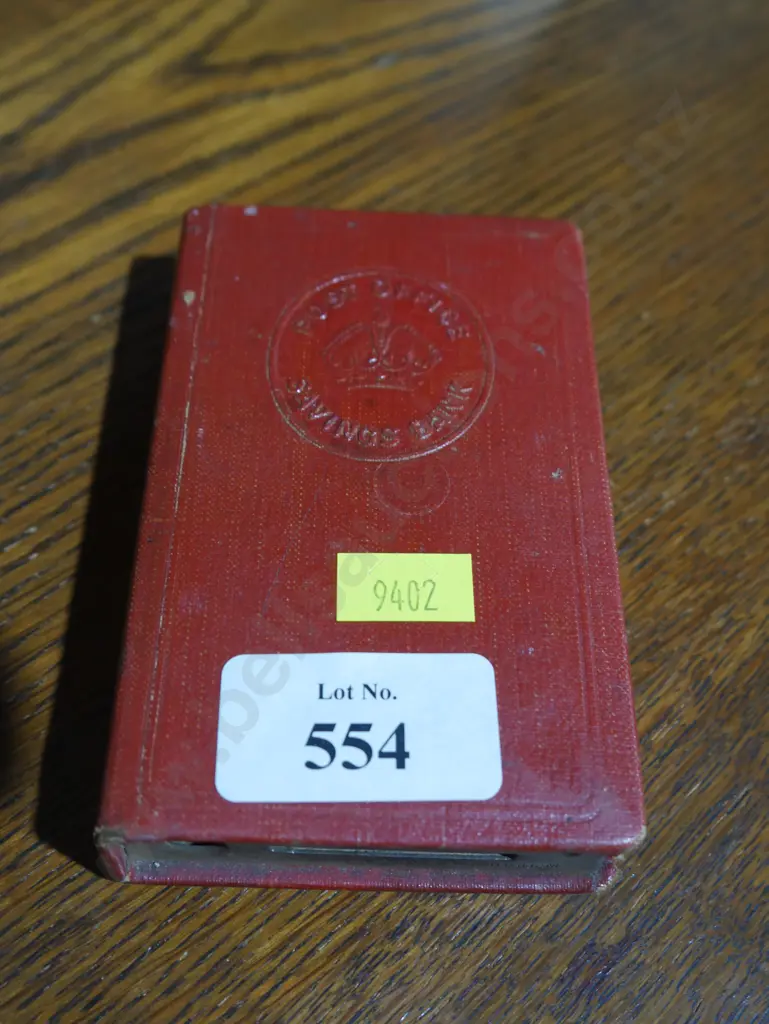 POST OFFICE
SAVINGS BANK
9402
Lot No.
554